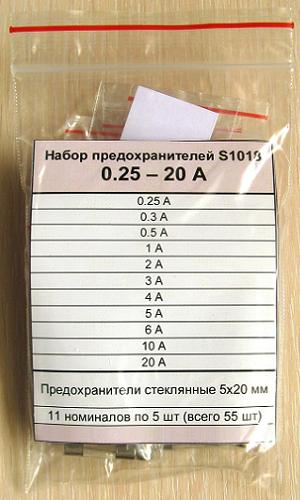 Набор предохранителей S1018
0.25 – 20 А
0.25 А
0.3 А
0.5 А
1 А
2 А
3 А
4 А
5 А
6 А
10 А
20 А
Предохранители стеклянные 5х20 мм
11 номиналов по 5 шт (всего 55 шт)